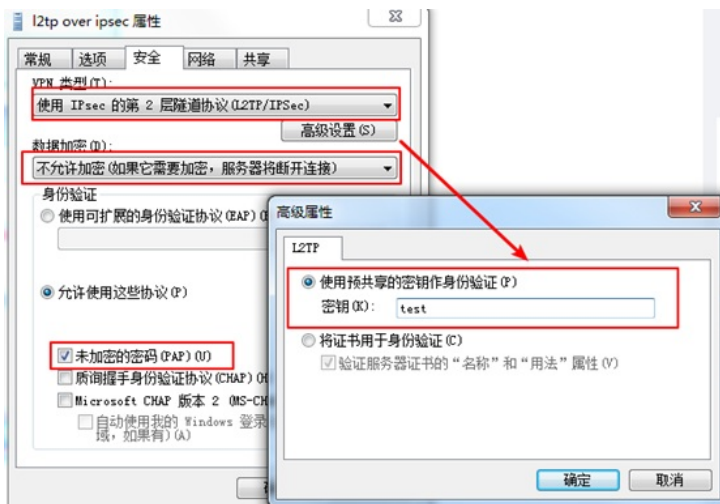 l2tp over ipsec 属性
常规 选项 安全 网络 共享
VPN 类型(T):
使用 IPsec 的第 2 层隧道协议(L2TP/IPSec)
高级设置(S)
数据加密(D):
不允许加密(如果它需要加密，服务器将断开连接)
身份验证
使用可扩展的身份验证协议(EAP)
允许使用这些协议(P)
未加密的密码(PAP)(U)
质询握手身份验证协议(CHAP)(H
Microsoft CHAP 版本 2 (MS-CH
自动使用我的 Windows 登录
域，如果有)(A)
高级属性
L2TP
使用预共享的密钥作身份验证(P)
密钥(K): test
将证书用于身份验证(C)
验证服务器证书的“名称”和“用法”属性(V)
确定 取消